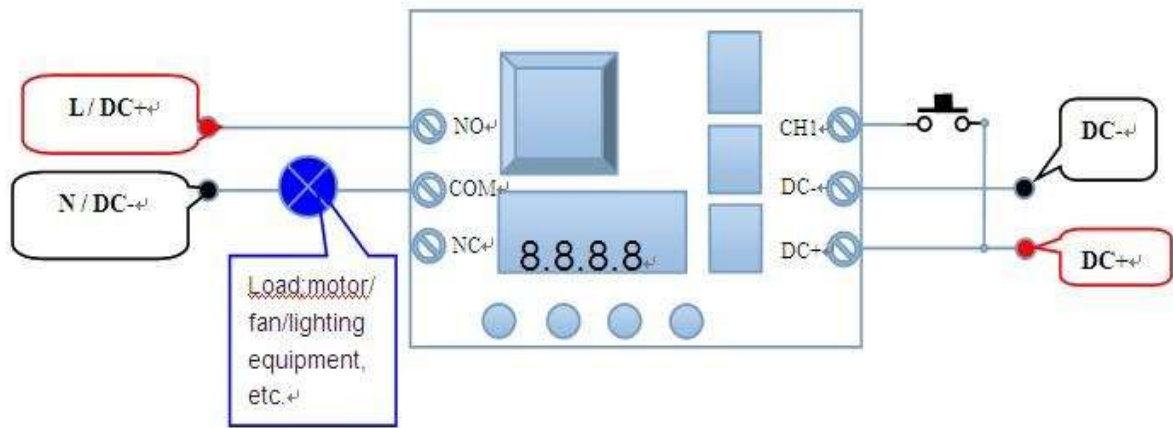 L / DC+↵
N / DC-↵
Load:motor/
fan/lighting
equipment,
etc.↵
NO↵
COM↵
NC↵
8.8.8.8↵
CH1↵
DC-↵
DC+↵
DC-↵
DC+↵